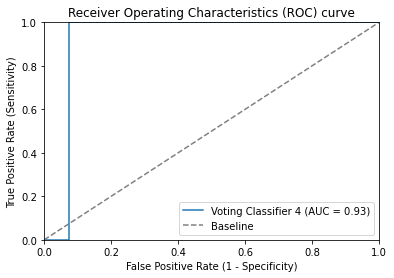 Receiver Operating Characteristics (ROC) curve
True Positive Rate (Sensitivity)
1.0
0.8
0.6
0.4
0.2
0.0
Voting Classifier 4 (AUC = 0.93)
Baseline
0.0 0.2 0.4 0.6 0.8 1.0
False Positive Rate (1 - Specificity)